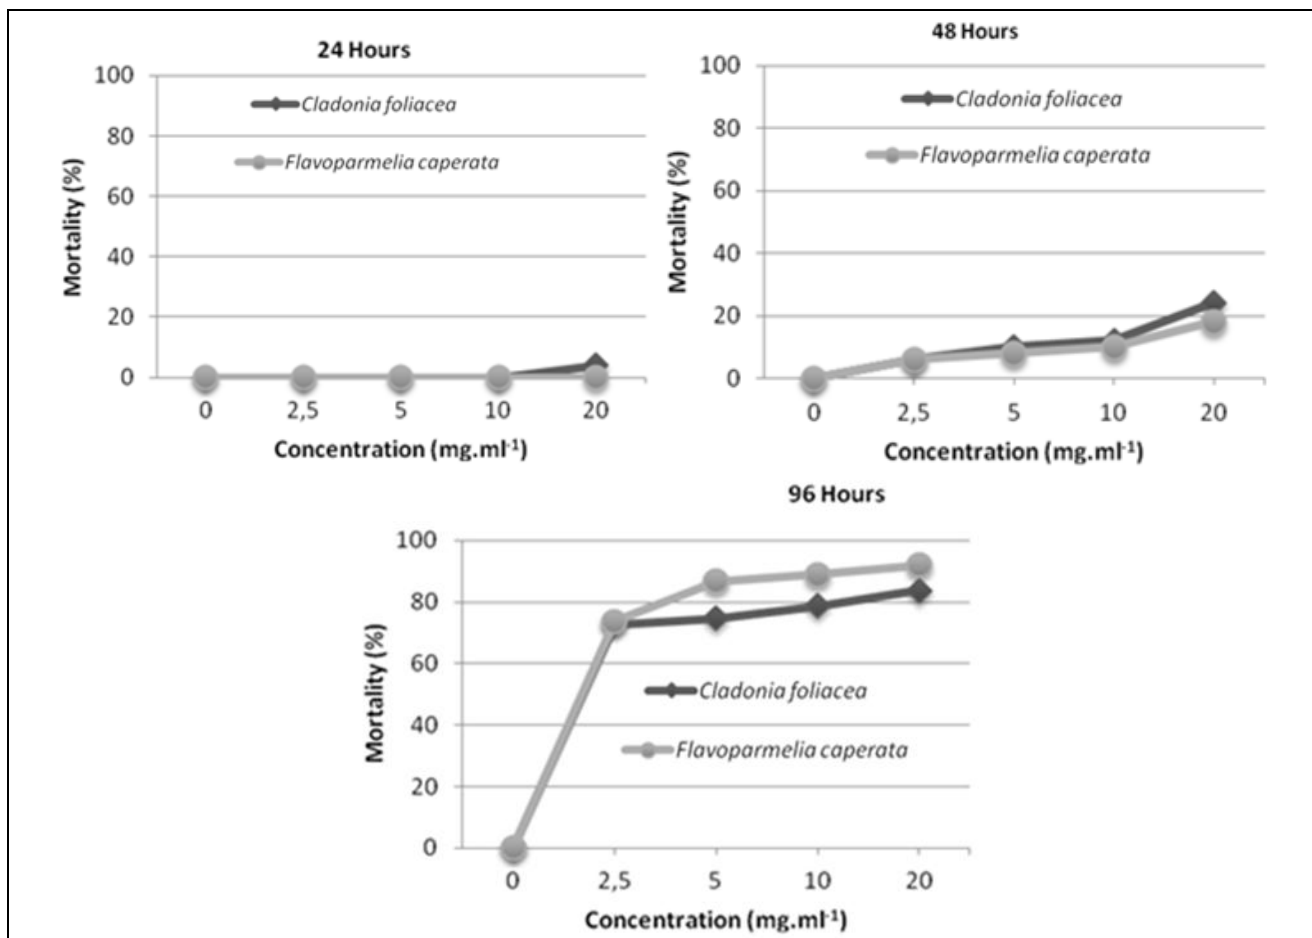 24 Hours
100
80
60
40
20
0
Mortality (%)
Cladonia foliacea
Flavoparmelia caperata
0 2,5 5 10 20
Concentration (mg.ml⁻¹)
48 Hours
100
80
60
40
20
0
Mortality (%)
Cladonia foliacea
Flavoparmelia caperata
0 2,5 5 10 20
Concentration (mg.ml⁻¹)
96 Hours
100
80
60
40
20
0
Mortality (%)
Cladonia foliacea
Flavoparmelia caperata
0 2,5 5 10 20
Concentration (mg.ml⁻¹)